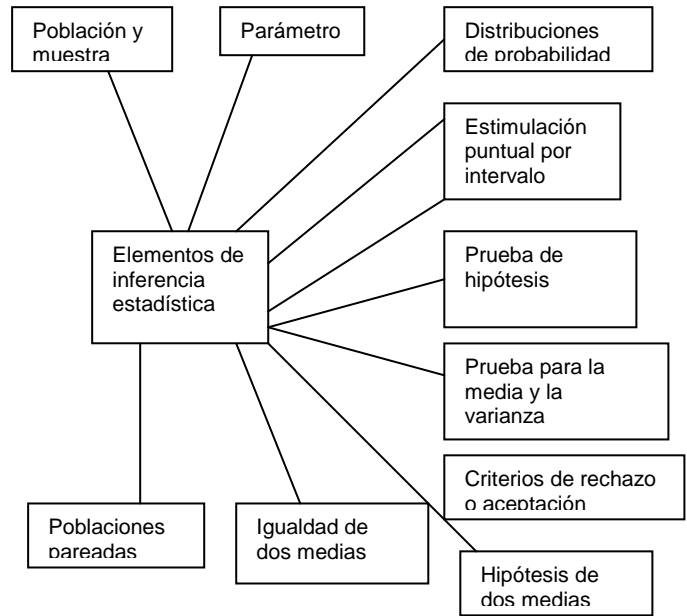 Población y
muestra
Parámetro
Distribuciones
de probabilidad
Estimulación
puntual por
intervalo
Elementos de
inferencia
estadística
Prueba de
hipótesis
Prueba para la
media y la
varianza
Criterios de rechazo
o aceptación
Poblaciones
pareadas
Igualdad de
dos medias
Hipótesis de
dos medias